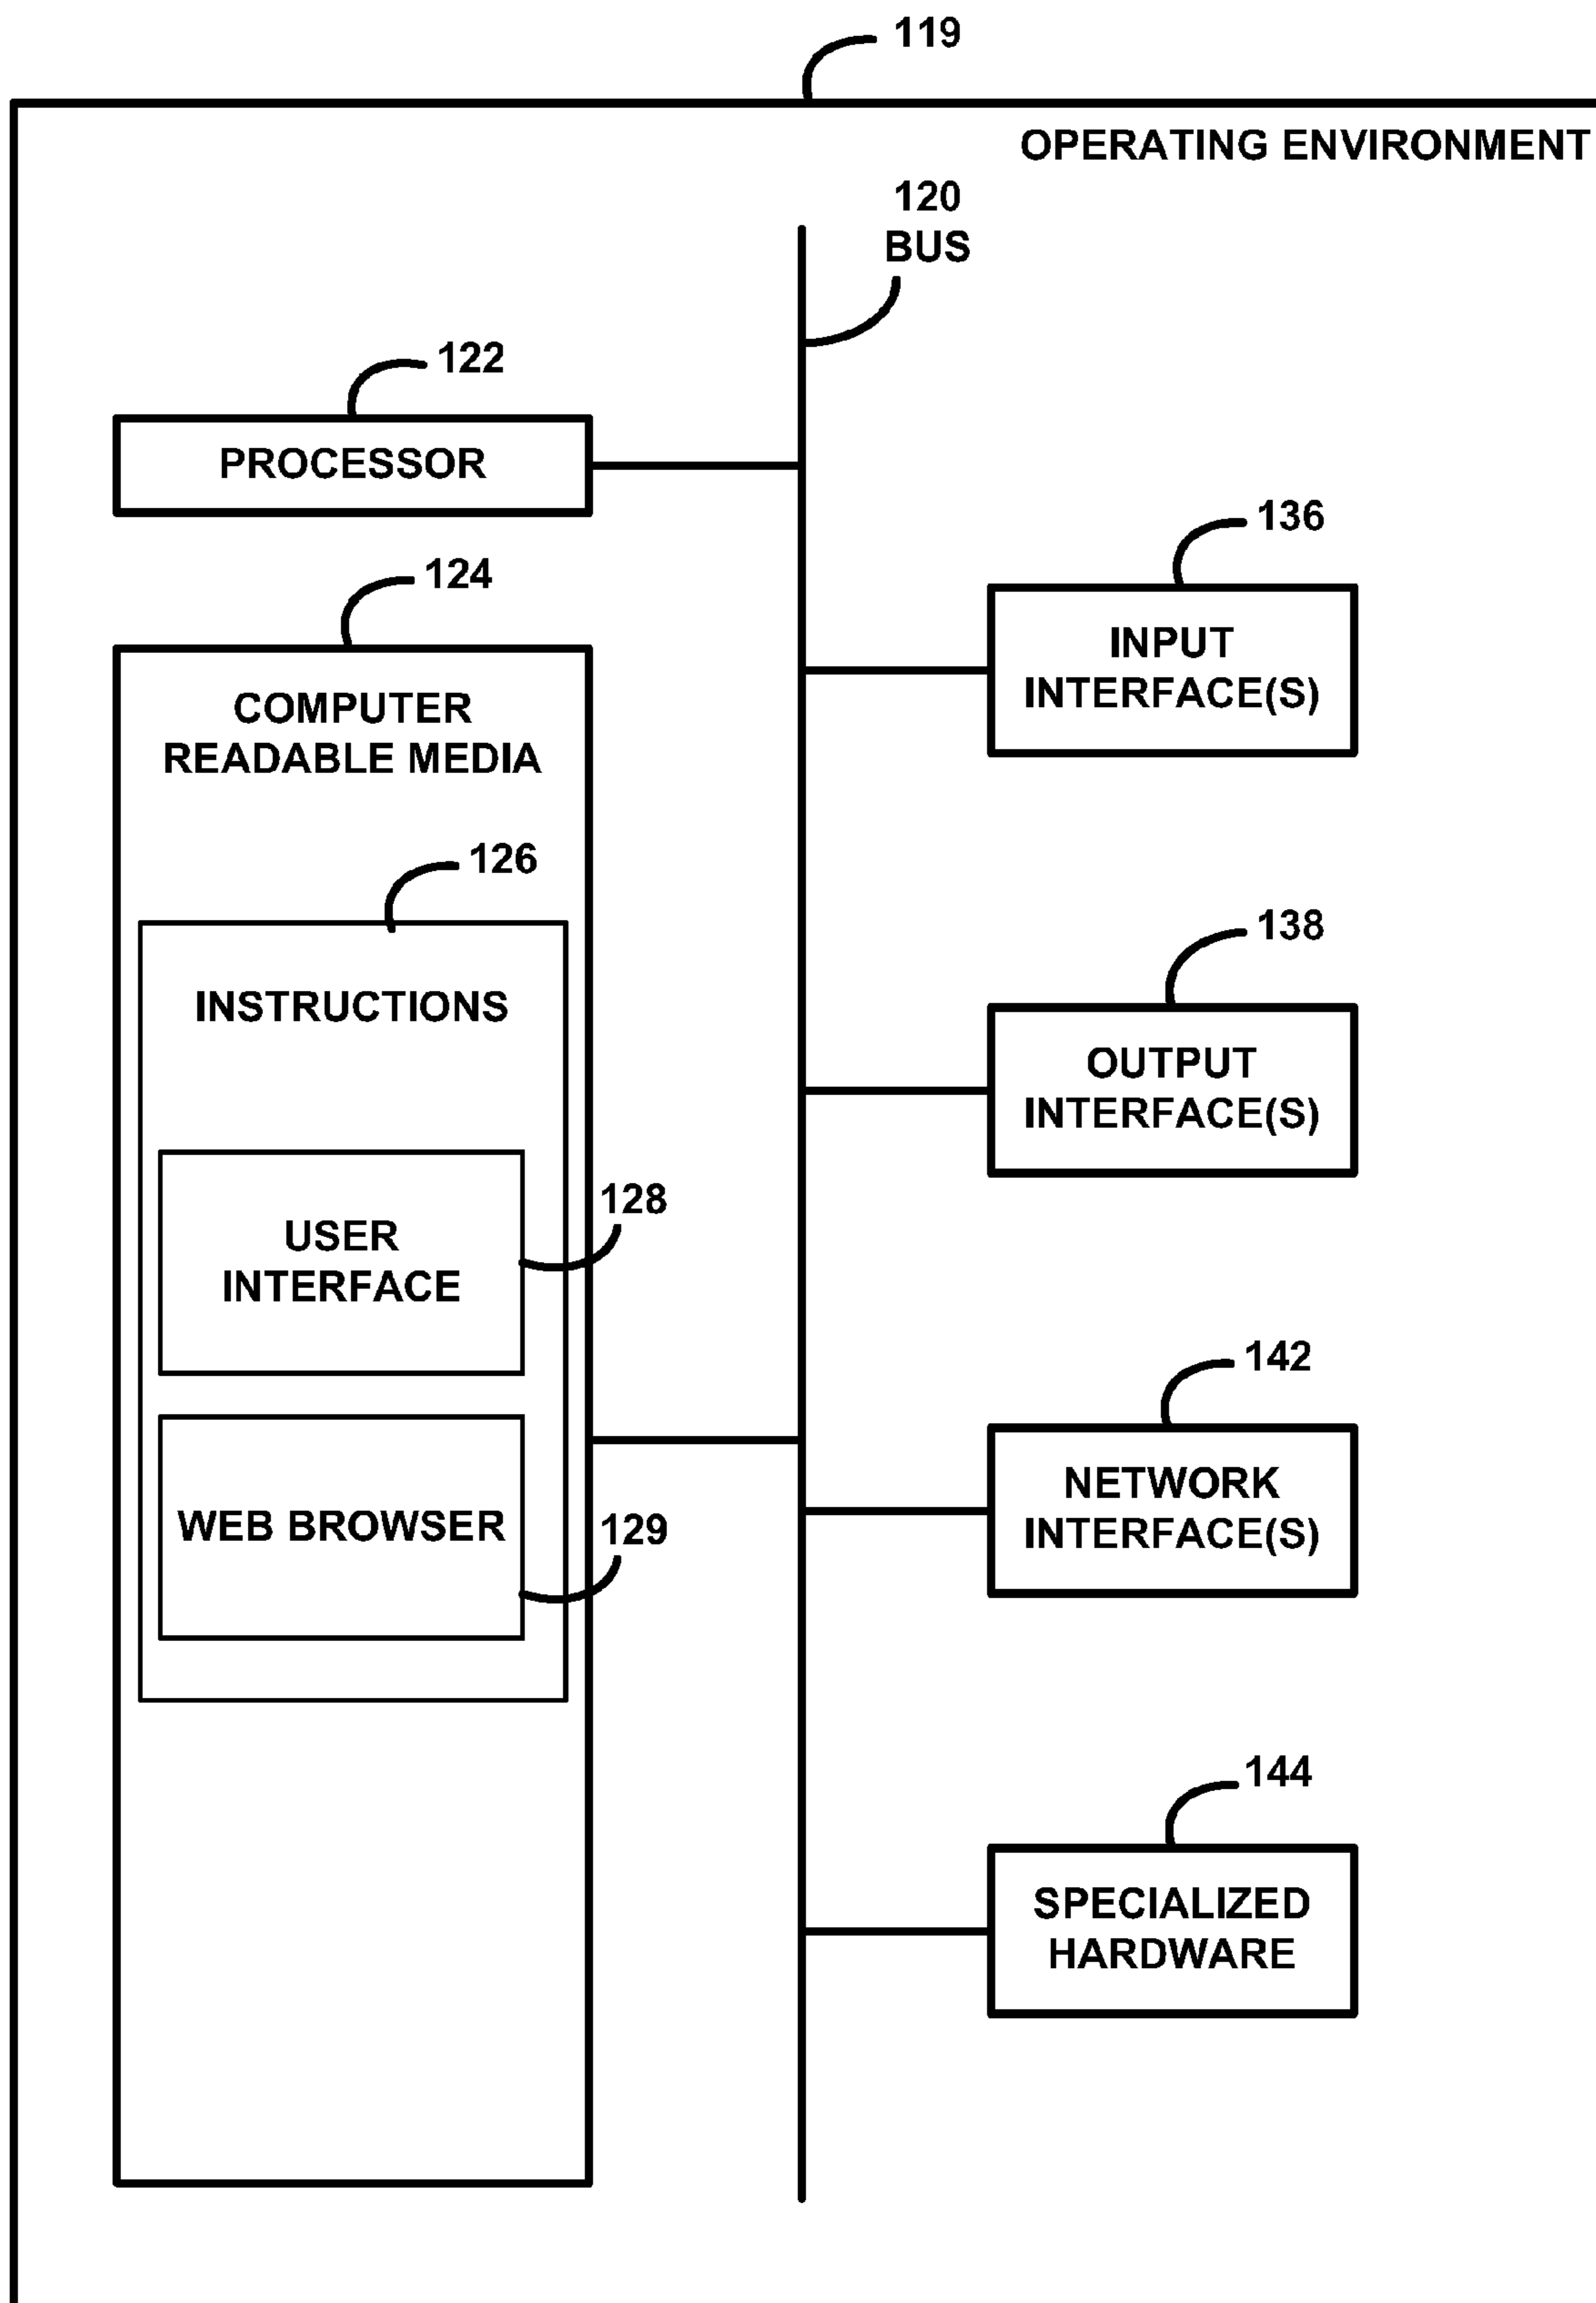 119
OPERATING ENVIRONMENT
120
BUS
122
PROCESSOR
124
COMPUTER
READABLE MEDIA
126
INSTRUCTIONS
128
USER
INTERFACE
129
WEB BROWSER
136
INPUT
INTERFACE(S)
138
OUTPUT
INTERFACE(S)
142
NETWORK
INTERFACE(S)
144
SPECIALIZED
HARDWARE